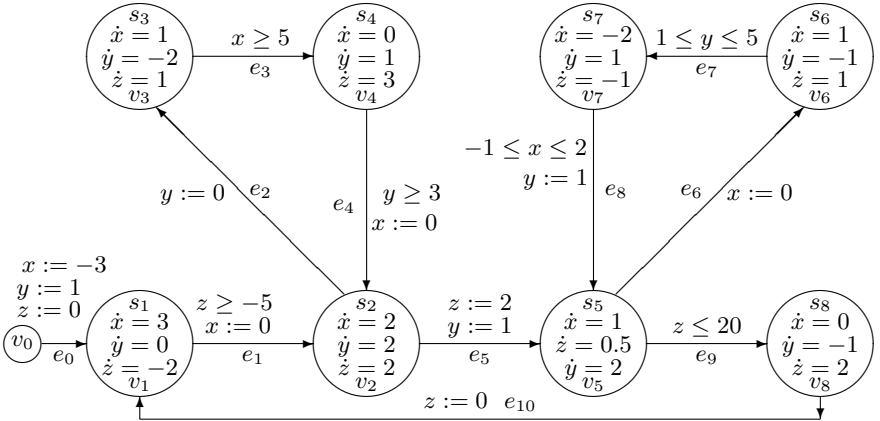 s3
ẋ = 1
ẏ = −2
ż = 1
v3
x ≥ 5
e3
s4
ẋ = 0
ẏ = 1
ż = 3
v4
s7
ẋ = −2
ẏ = 1
ż = −1
v7
1 ≤ y ≤ 5
e7
s6
ẋ = 1
ẏ = −1
ż = 1
v6
y := 0
e2
e4
y ≥ 3
x := 0
−1 ≤ x ≤ 2
y := 1
e8
e6
x := 0
x := −3
y := 1
z := 0
v0
e0
s1
ẋ = 3
ẏ = 0
ż = −2
v1
z ≥ −5
x := 0
e1
s2
ẋ = 2
ẏ = 2
ż = 2
v2
z := 2
y := 1
e5
s5
ẋ = 1
ż = 0.5
ẏ = 2
v5
z ≤ 20
e9
s8
ẋ = 0
ẏ = −1
ż = 2
v8
z := 0 e10